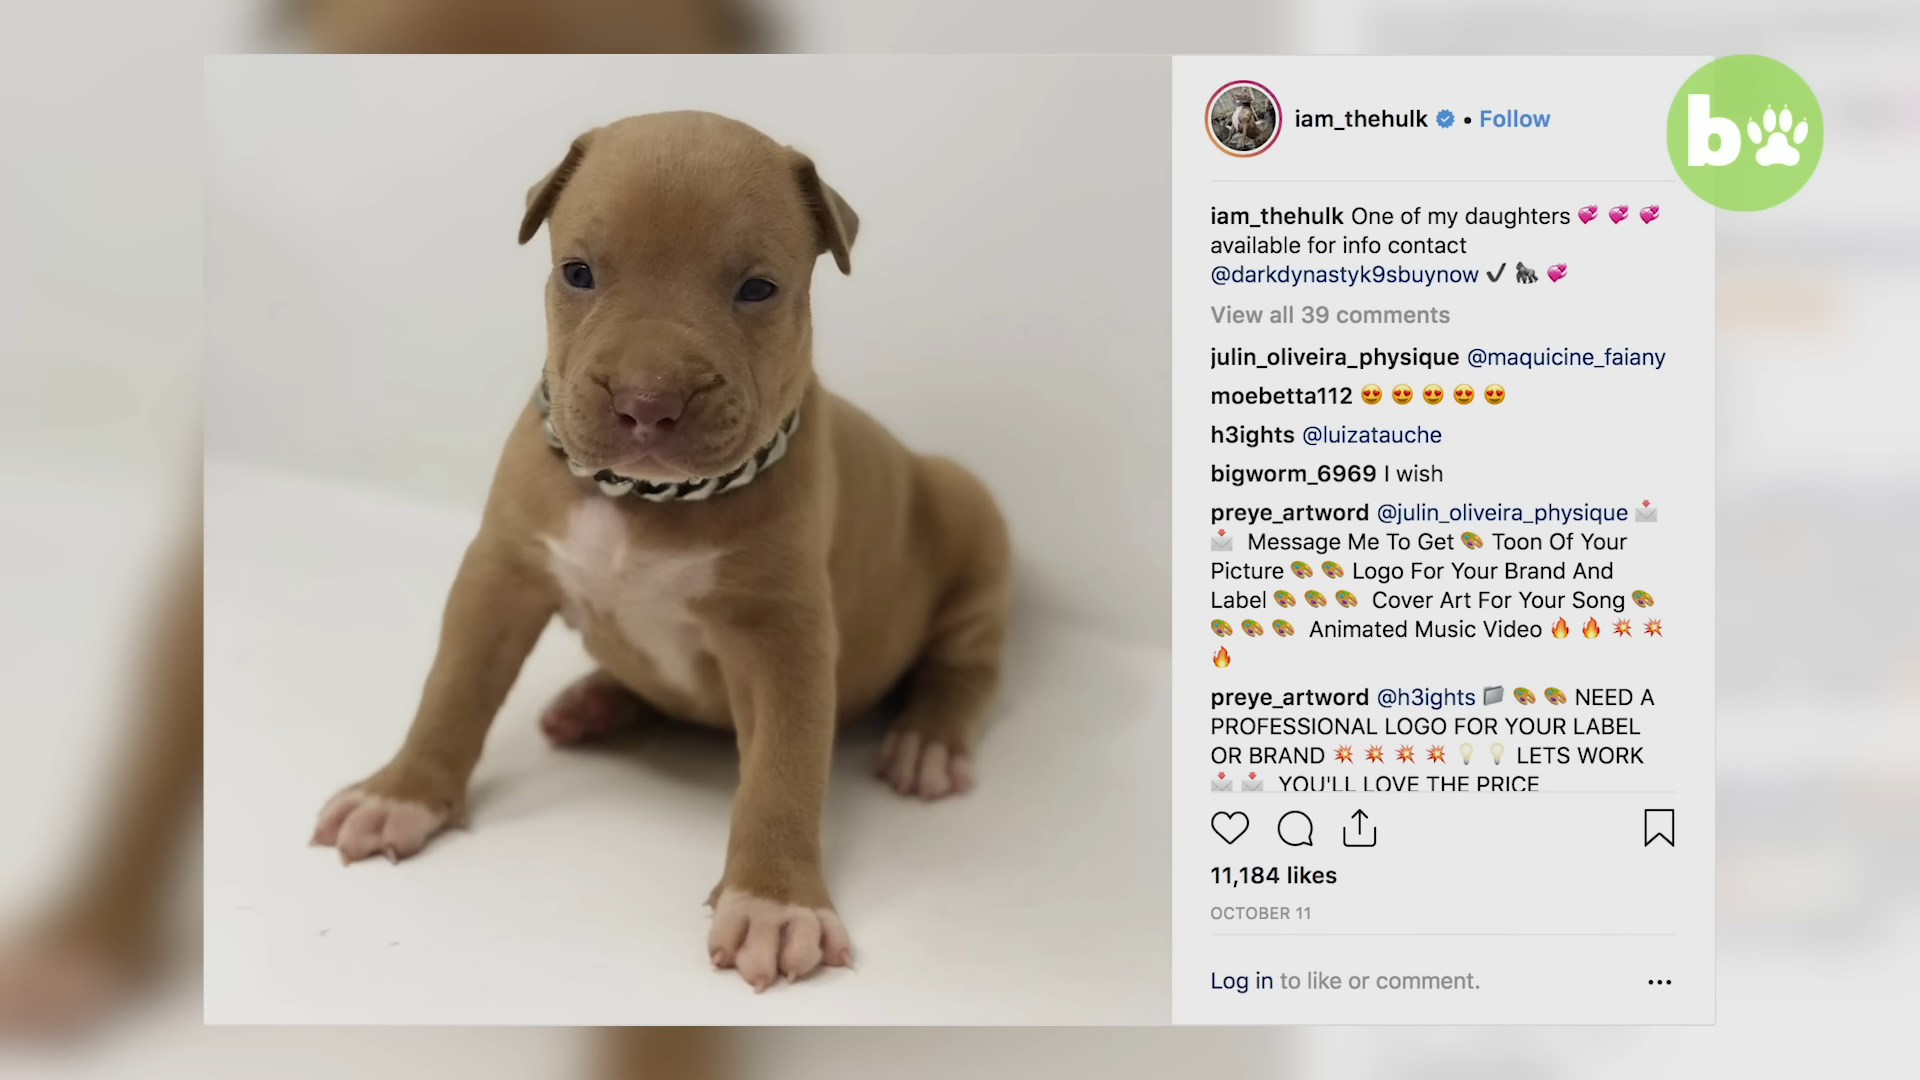 iam_thehulk • Follow
b
iam_thehulk One of my daughters 💞 💞 💞
available for info contact
@darkdynastyk9sbuynow ✔ 🦍 💞
View all 39 comments
julin_oliveira_physique @maquicine_faiany
moebetta112 😍 😍 😍 😍 😍
h3ights @luizatauche
bigworm_6969 I wish
preye_artword @julin_oliveira_physique 📩
📩 Message Me To Get 🎨 Toon Of Your
Picture 🎨 🎨 Logo For Your Brand And
Label 🎨 🎨 🎨 Cover Art For Your Song 🎨
🎨 🎨 🎨 Animated Music Video 🔥 🔥 💥 💥
🔥
preye_artword @h3ights 📁 🎨 🎨 NEED A
PROFESSIONAL LOGO FOR YOUR LABEL
OR BRAND 💥 💥 💥 💥 💡 💡 LETS WORK
📩 📩 YOU'LL LOVE THE PRICE
11,184 likes
OCTOBER 11
Log in to like or comment.